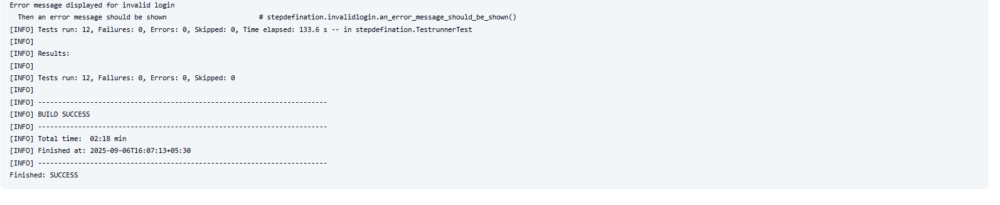 Error message displayed for invalid login
Then an error message should be shown # stepdefination.invalidlogin.an_error_message_should_be_shown()
[INFO] Tests run: 12, Failures: 0, Errors: 0, Skipped: 0, Time elapsed: 133.6 s -- in stepdefination.TestrunnerTest
[INFO]
[INFO] Results:
[INFO]
[INFO] Tests run: 12, Failures: 0, Errors: 0, Skipped: 0
[INFO]
[INFO] ------------------------------------------------------------------------
[INFO] BUILD SUCCESS
[INFO] ------------------------------------------------------------------------
[INFO] Total time:  02:18 min
[INFO] Finished at: 2025-09-06T16:07:13+05:30
[INFO] ------------------------------------------------------------------------
Finished: SUCCESS